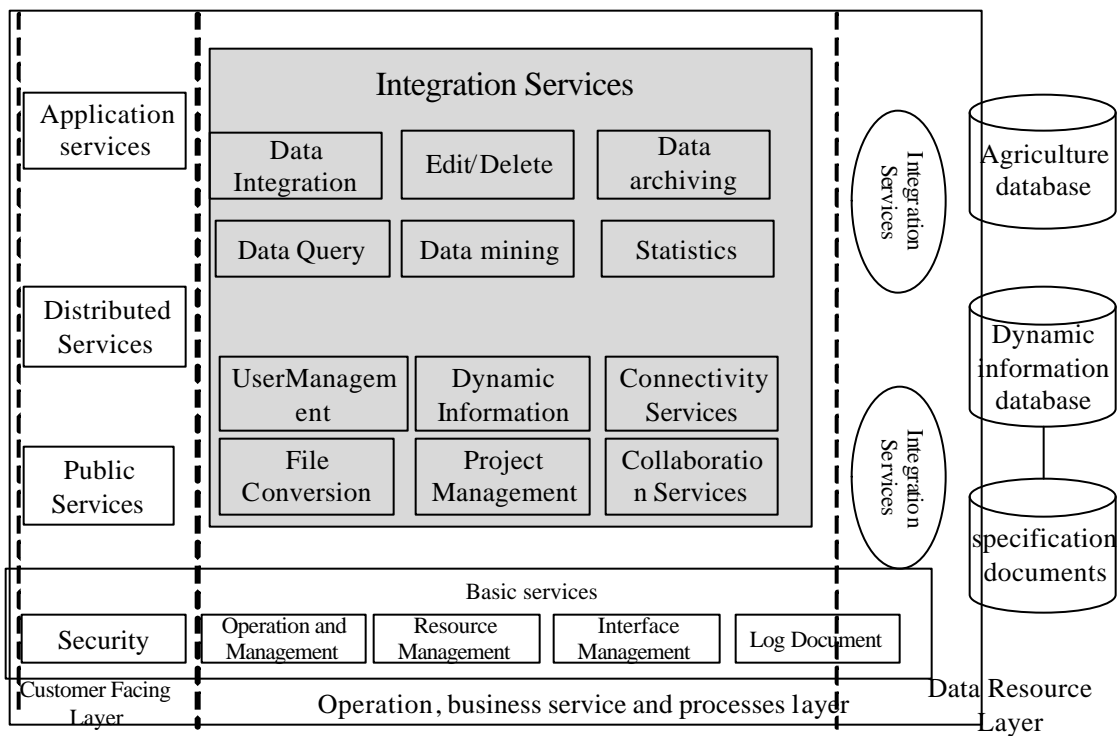 Integration Services
Application
services
Data
Integration
Edit/Delete
Data
archiving
Integration
Services
Agriculture
database
Data Query
Data mining
Statistics
Distributed
Services
Dynamic
information
database
UserManagem
ent
Dynamic
Information
Connectivity
Services
Public
Services
File
Conversion
Project
Management
Collaboratio
n Services
Integration
Services
specification
documents
Basic services
Security
Operation and
Management
Resource
Management
Interface
Management
Log Document
Customer Facing
Layer
Operation, business service and processes layer
Data Resource
Layer